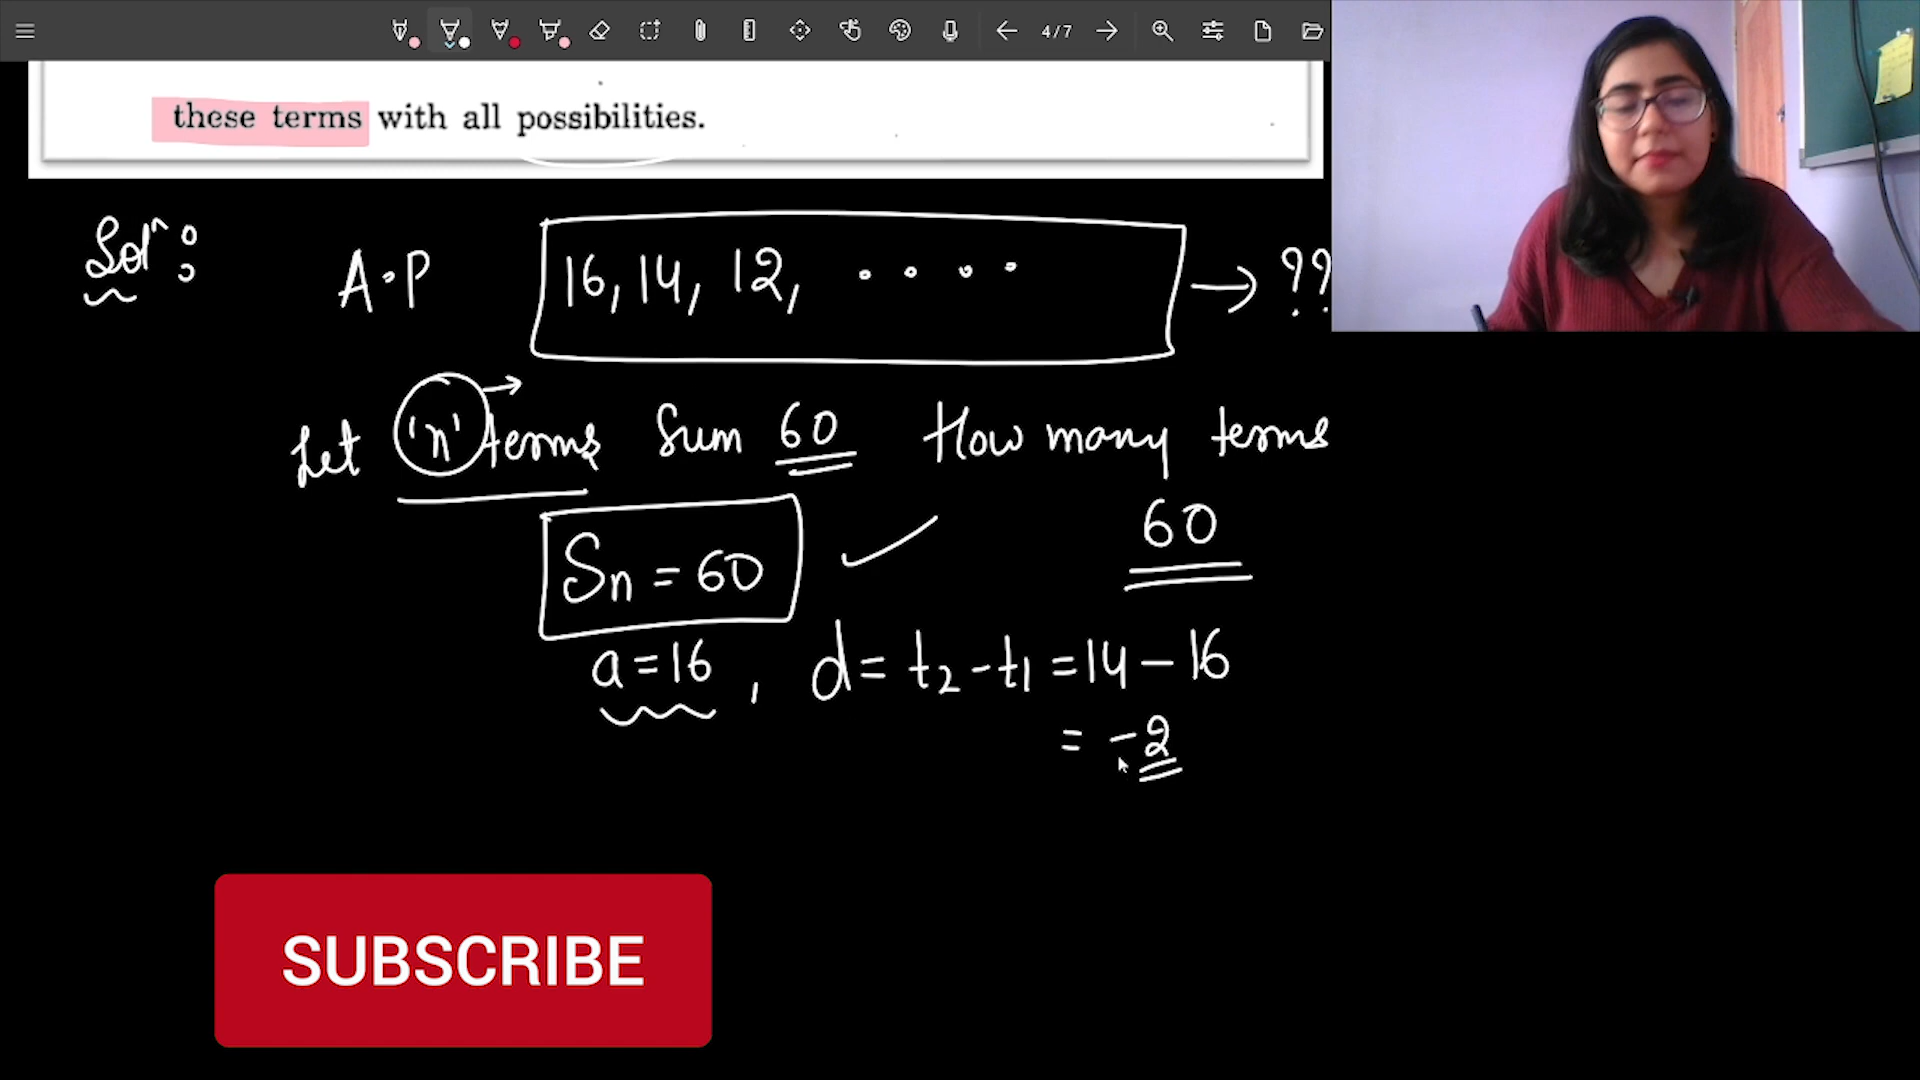 4/7
these terms with all possibilities.
Solⁿ:
A.P 16, 14, 12, . . . . → ??
Let 'n' terms Sum 60 How many terms
60
Sn = 60
a = 16 , d = t2 - t1 = 14 - 16
= -2
SUBSCRIBE